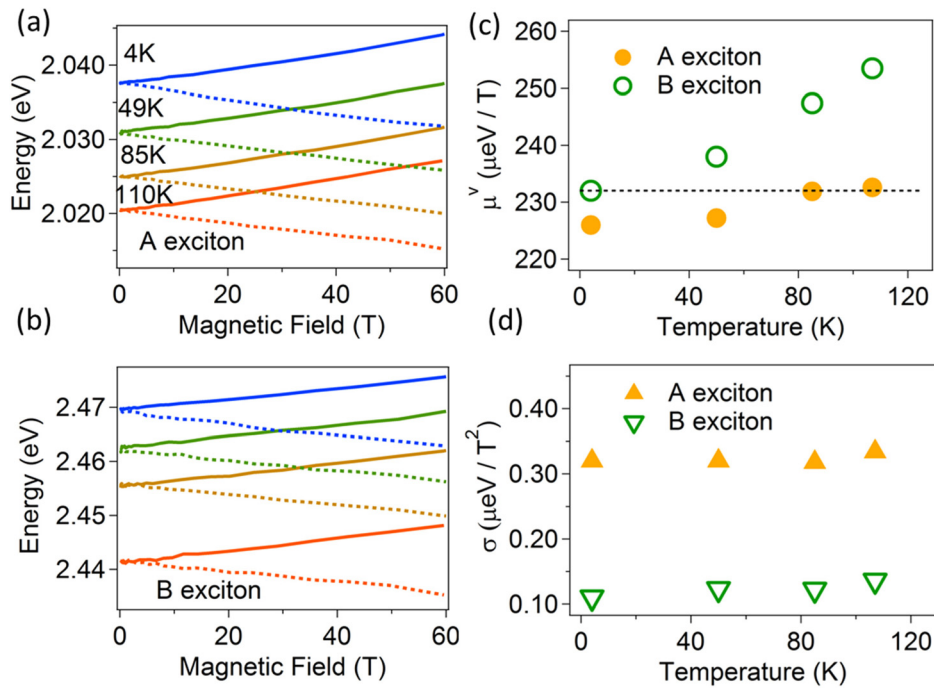 (a)
4K
49K
85K
110K
A exciton
2.040
2.030
2.020
Energy (eV)
0
20
40
60
Magnetic Field (T)
(c)
A exciton
B exciton
260
250
240
230
220
μᵛ (μeV / T)
0
40
80
120
Temperature (K)
(b)
B exciton
2.47
2.46
2.45
2.44
Energy (eV)
0
20
40
60
Magnetic Field (T)
(d)
A exciton
B exciton
0.40
0.30
0.20
0.10
σ (μeV / T²)
0
40
80
120
Temperature (K)